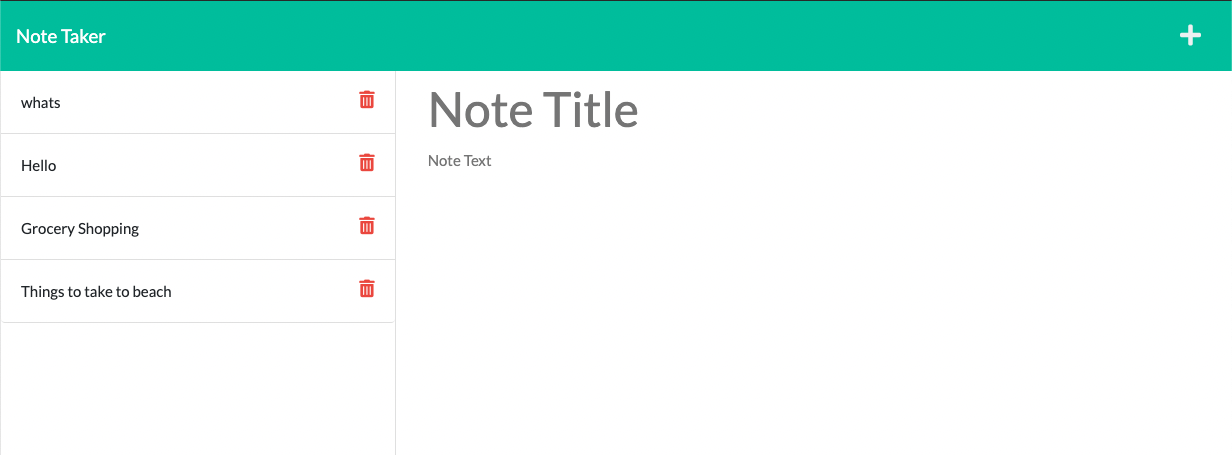 Note Taker
whats
Hello
Grocery Shopping
Things to take to beach
Note Title
Note Text